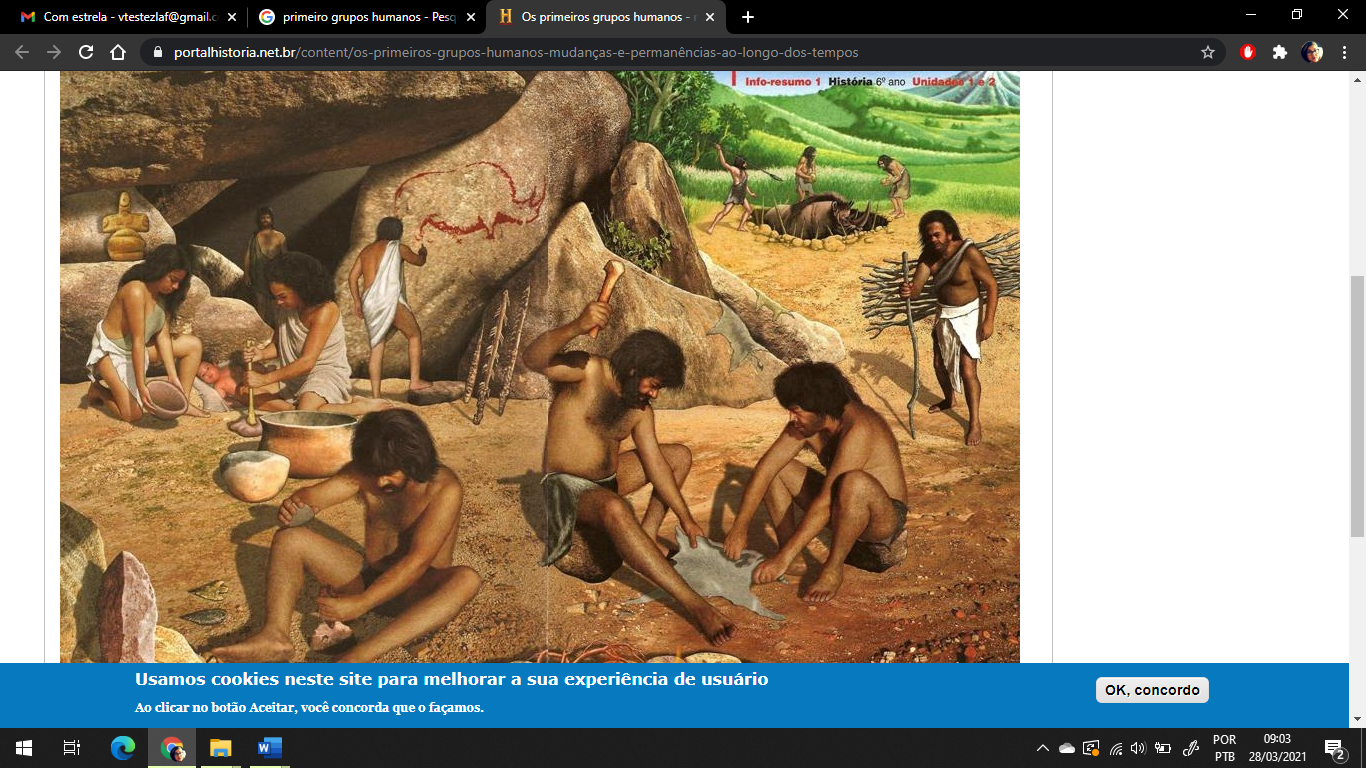 Com estrela - vtestezlaf@gmail.c
primeiro grupos humanos - Pesq
Os primeiros grupos humanos - 
portalhistoria.net.br/content/os-primeiros-grupos-humanos-mudanças-e-permanências-ao-longo-dos-tempos
Info-resumo 1 História 6º ano Unidades 1 e 2
Usamos cookies neste site para melhorar a sua experiência de usuário
Ao clicar no botão Aceitar, você concorda que o façamos.
OK, concordo
POR
PTB
09:03
28/03/2021
2